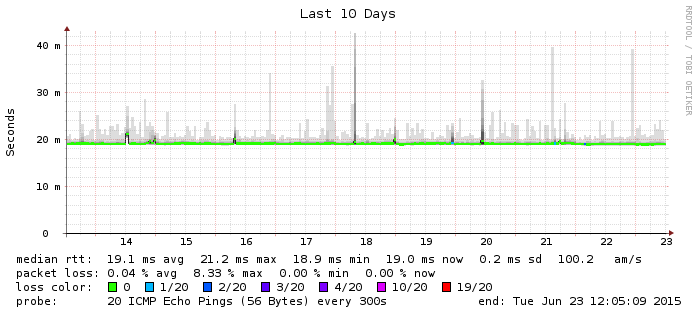 Last 10 Days
RRDTOOL / TOBI OETIKER
Seconds
40 m
30 m
20 m
10 m
0
14 15 16 17 18 19 20 21 22 23
median rtt: 19.1 ms avg 21.2 ms max 18.9 ms min 19.0 ms now 0.2 ms sd 100.2 am/s
packet loss: 0.04 % avg 8.33 % max 0.00 % min 0.00 % now
loss color: 0 1/20 2/20 3/20 4/20 10/20 19/20
probe: 20 ICMP Echo Pings (56 Bytes) every 300s end: Tue Jun 23 12:05:09 2015